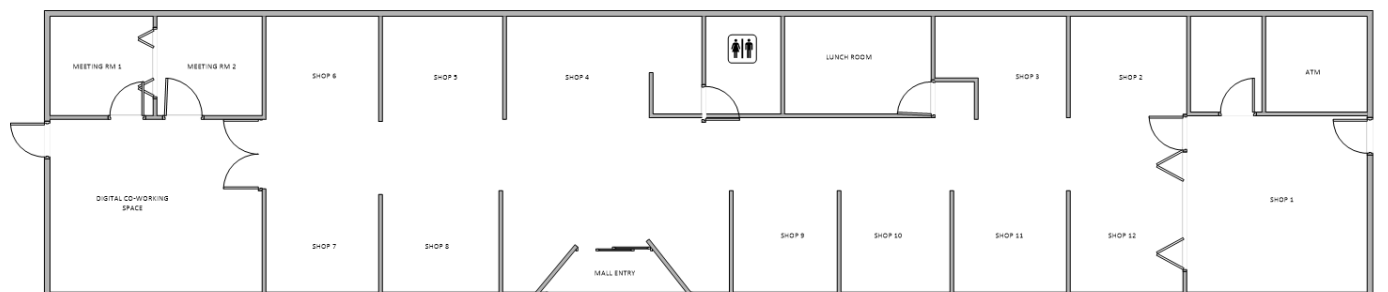 MEETING RM 1
MEETING RM 2
SHOP 6
SHOP 5
SHOP 4
LUNCH ROOM
SHOP 3
SHOP 2
ATM
DIGITAL CO-WORKING
SPACE
SHOP 1
SHOP 7
SHOP 8
MALL ENTRY
SHOP 9
SHOP 10
SHOP 11
SHOP 12